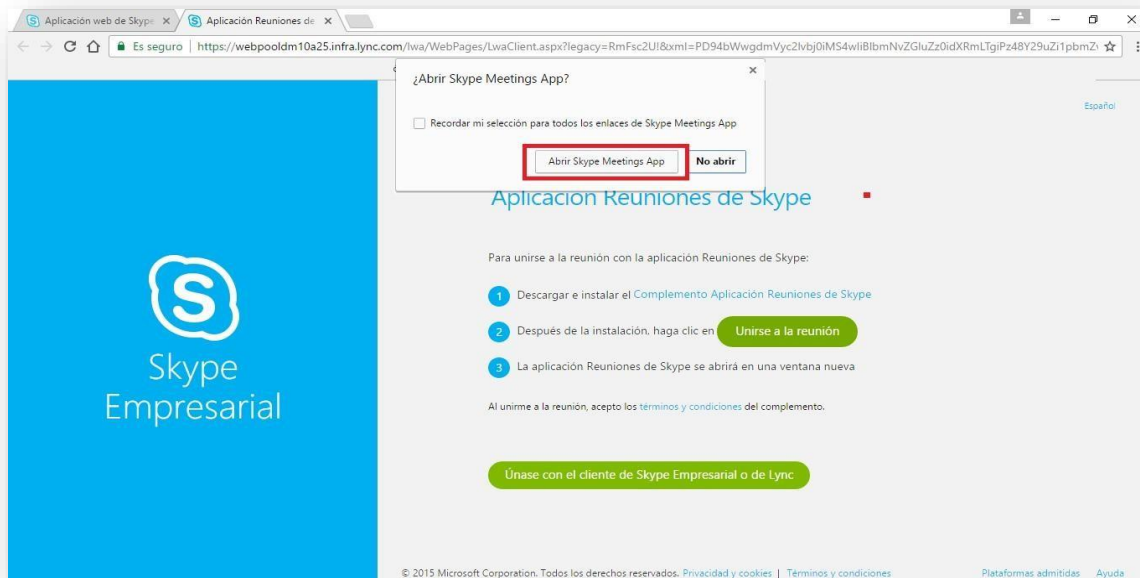 Aplicación web de Skype
Aplicación Reuniones de
Es seguro | https://webpooldm10a25.infra.lync.com/lwa/WebPages/LwaClient.aspx?legacy=RmFsc2U!&xml=
¿Abrir Skype Meetings App?
Recordar mi selección para todos los enlaces de Skype Meetings App
Abrir Skype Meetings App
No abrir
Español
Aplicación Reuniones de Skype
Para unirse a la reunión con la aplicación Reuniones de Skype:
1 Descargar e instalar el Complemento Aplicación Reuniones de Skype
2 Después de la instalación, haga clic en Unirse a la reunión
3 La aplicación Reuniones de Skype se abrirá en una ventana nueva
Al unirme a la reunión, acepto los términos y condiciones del complemento.
Únase con el cliente de Skype Empresarial o de Lync
Skype
Empresarial
© 2015 Microsoft Corporation. Todos los derechos reservados. Privacidad y cookies | Términos y condiciones
Plataformas admitidas Ayuda